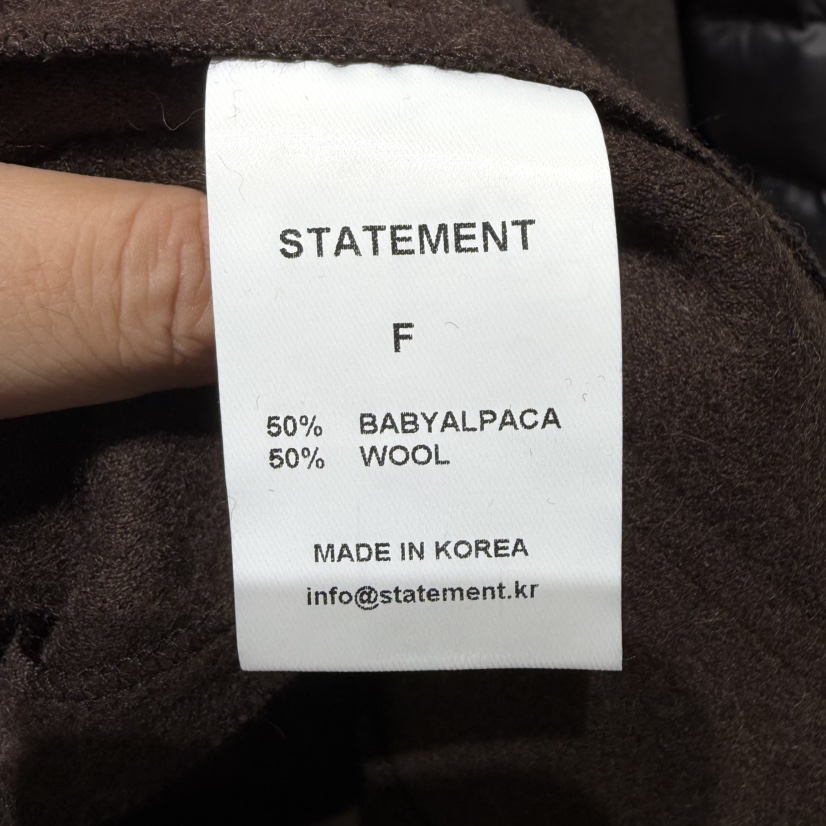 STATEMENT
F
50% BABYALPACA
50% WOOL
MADE IN KOREA
info@statement.kr